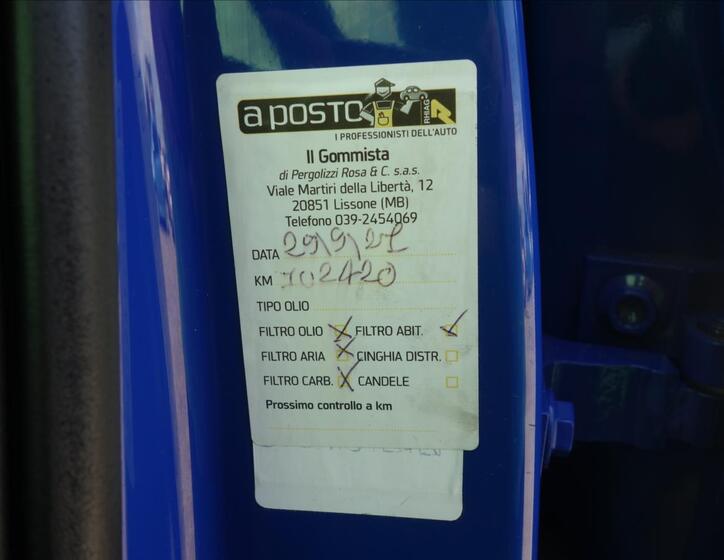 a POSTO
RHIAG
I PROFESSIONISTI DELL'AUTO
Il Gommista
di Pergolizzi Rosa & C. s.a.s.
Viale Martiri della Libertà, 12
20851 Lissone (MB)
Telefono 039-2454069
DATA 29\9\21
KM 102420
TIPO OLIO
FILTRO OLIO FILTRO ABIT.
FILTRO ARIA CINGHIA DISTR.
FILTRO CARB. CANDELE
Prossimo controllo a km